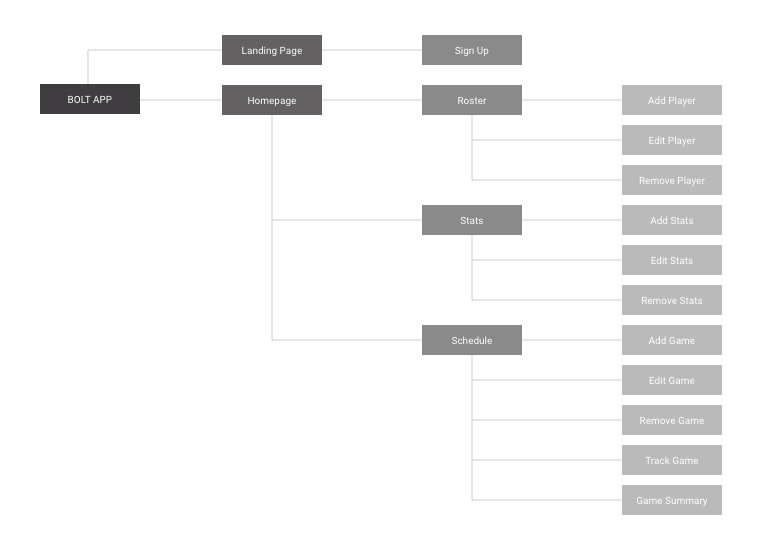 Landing Page
Sign Up
BOLT APP
Homepage
Roster
Add Player
Edit Player
Remove Player
Stats
Add Stats
Edit Stats
Remove Stats
Schedule
Add Game
Edit Game
Remove Game
Track Game
Game Summary